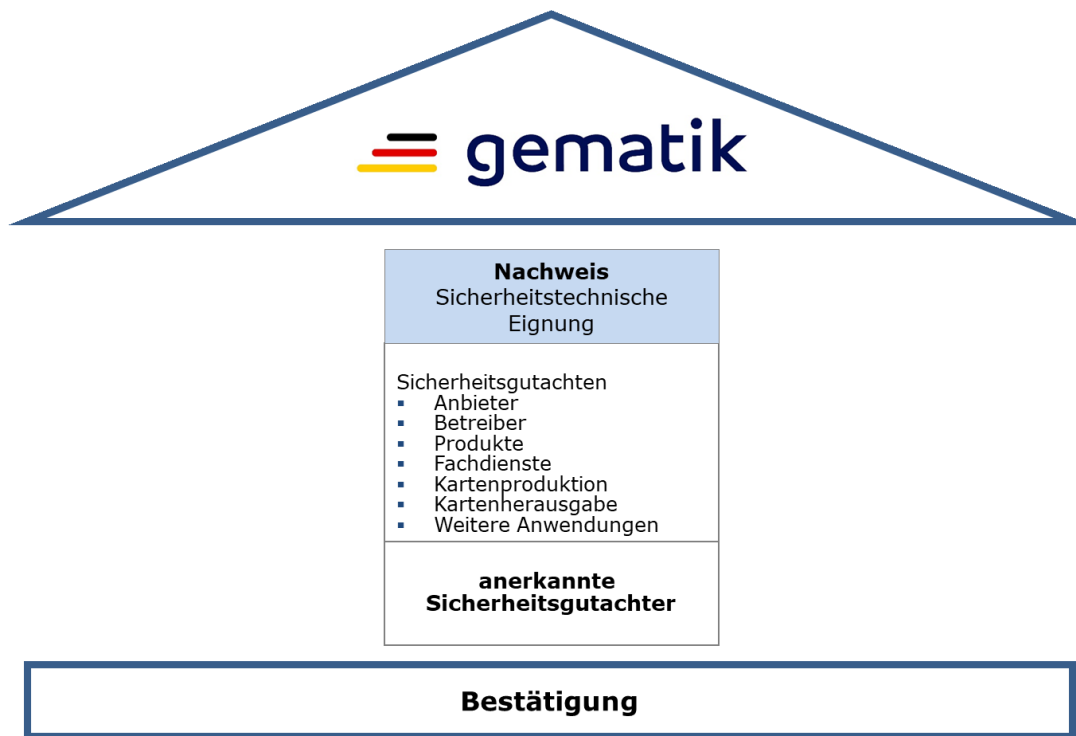 gematik
Nachweis
Sicherheitstechnische
Eignung
Sicherheitsgutachten
▪ Anbieter
▪ Betreiber
▪ Produkte
▪ Fachdienste
▪ Kartenproduktion
▪ Kartenherausgabe
▪ Weitere Anwendungen
anerkannte
Sicherheitsgutachter
Bestätigung